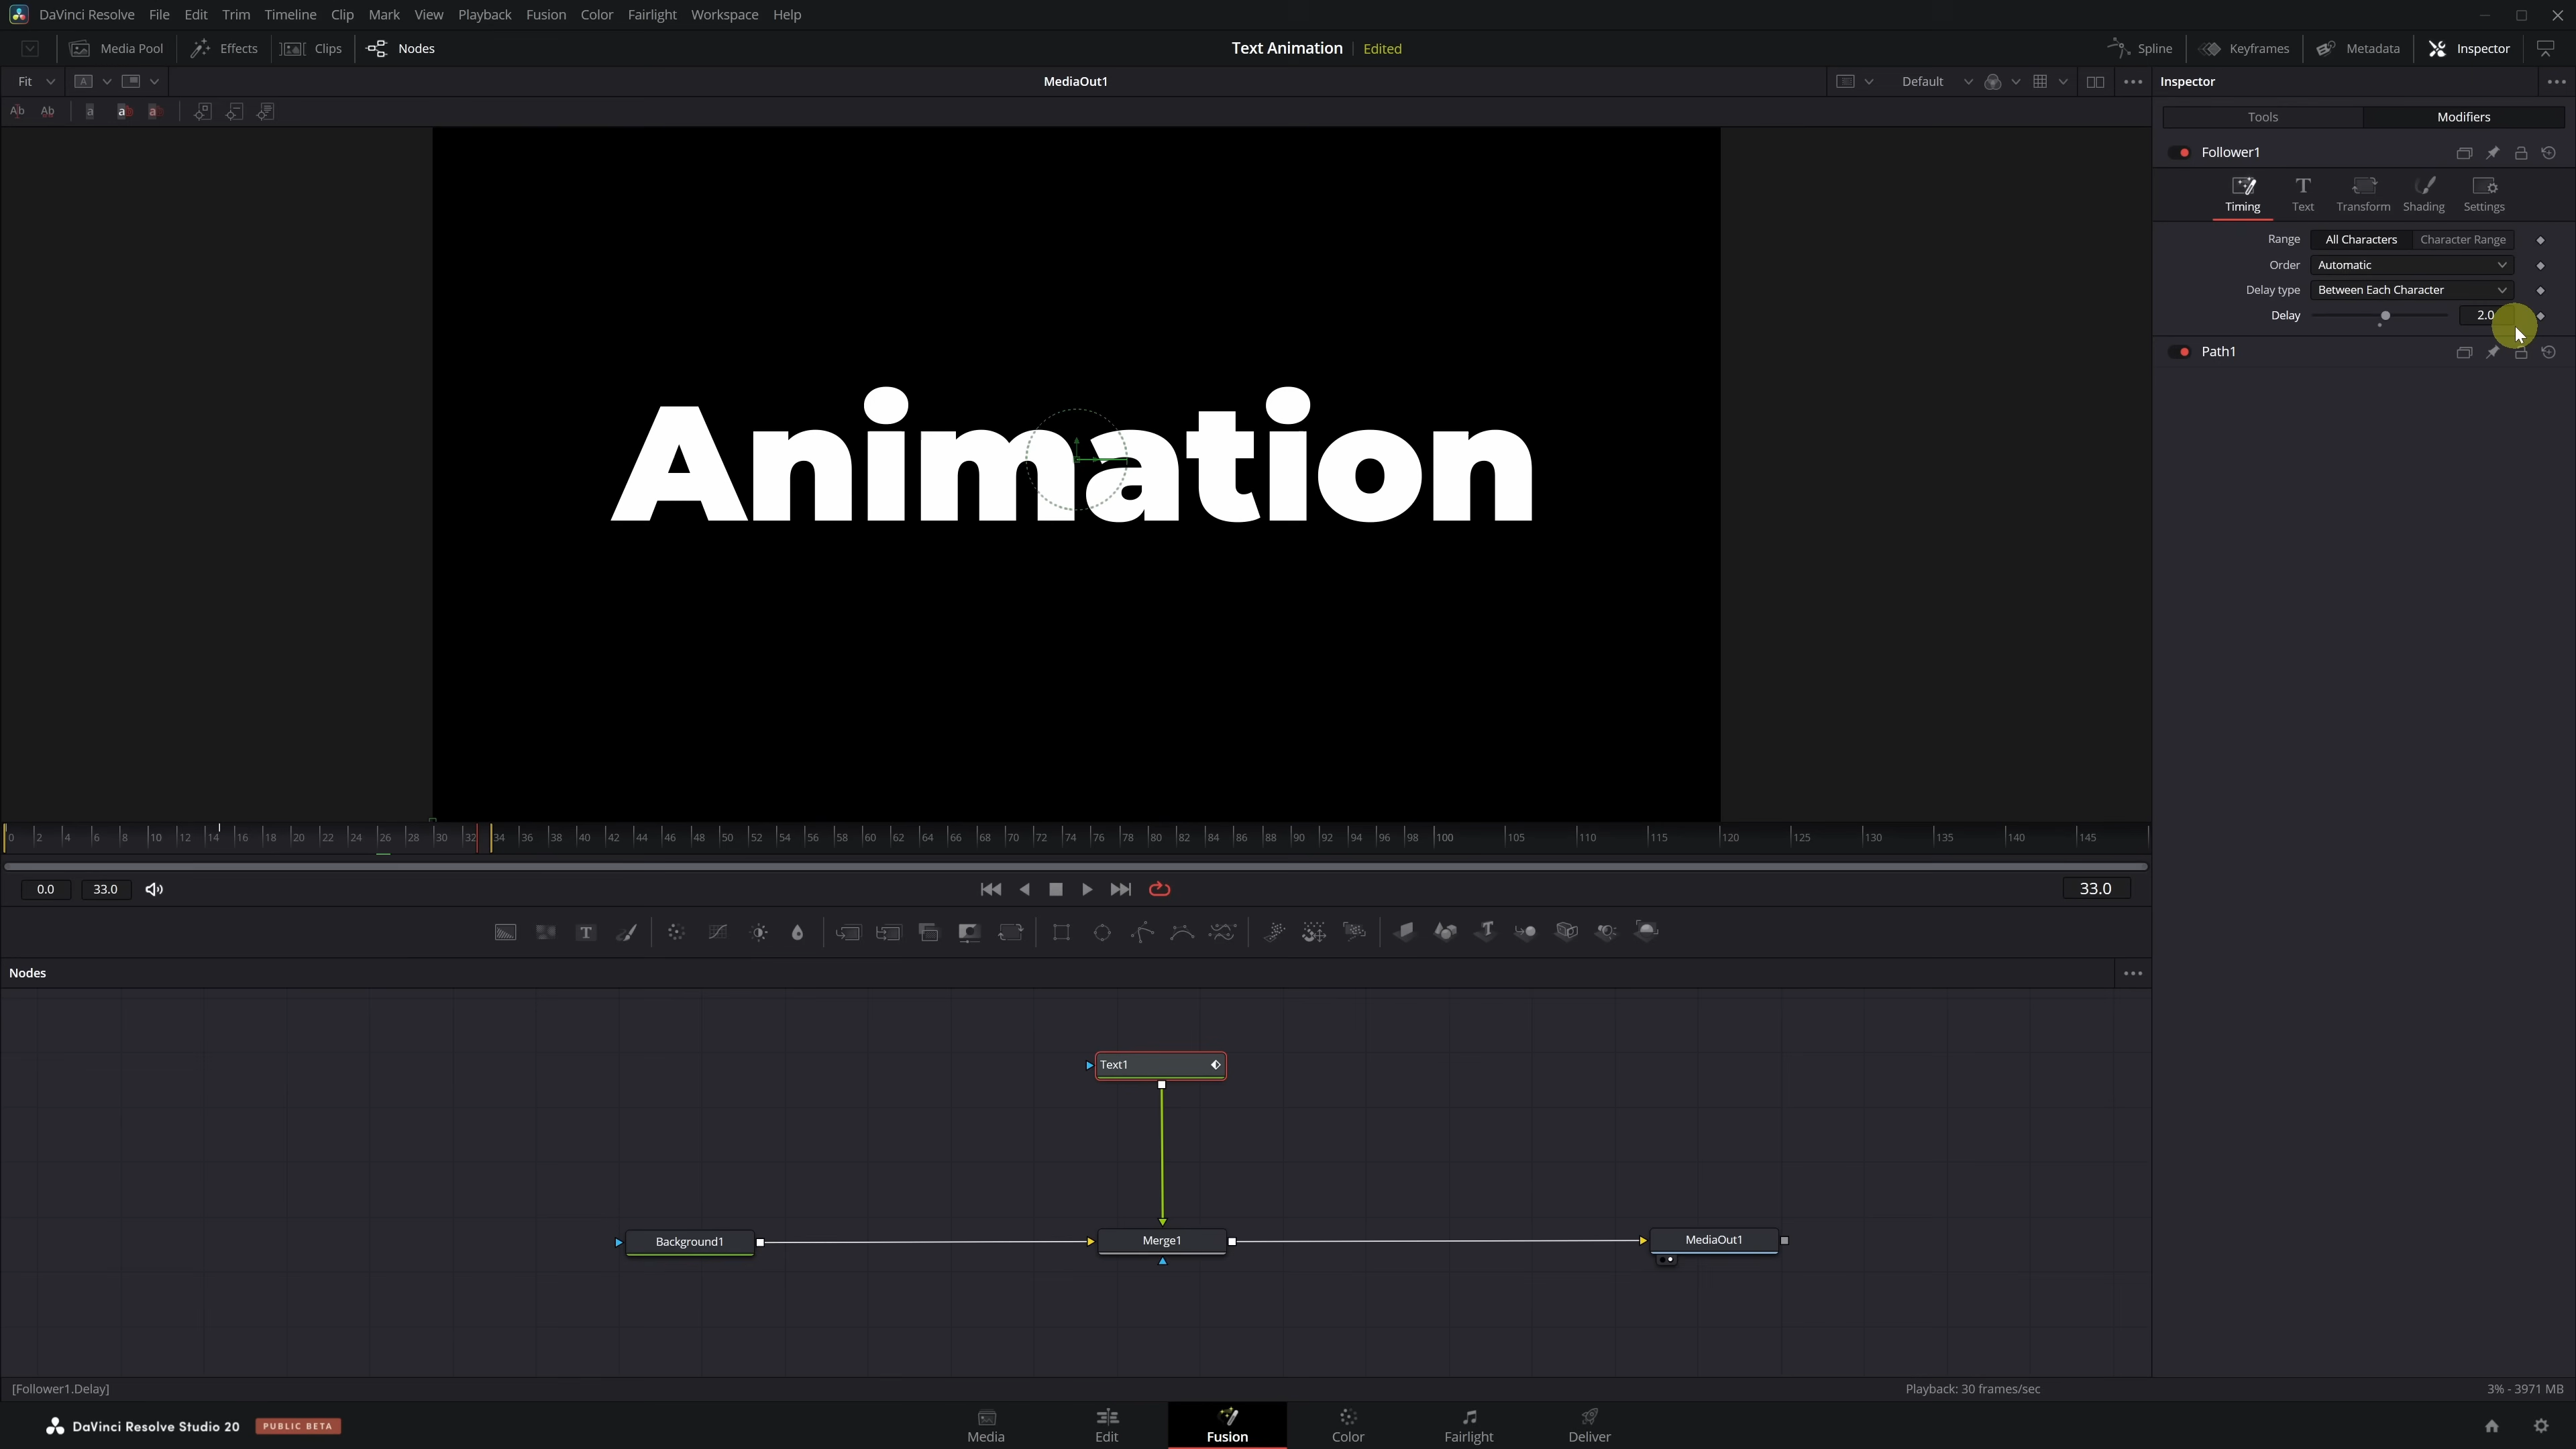 DaVinci Resolve File Edit Trim Timeline Clip Mark View Playback Fusion Color Fairlight Workspace Help
Media Pool Effects Clips Nodes Text Animation Edited Spline Keyframes Metadata Inspector
Fit A MediaOut1 Default Inspector
Ab Ab a a a
Tools Modifiers
Follower1
Timing Text Transform Shading Settings
Range All Characters Character Range
Order Automatic
Delay type Between Each Character
Delay 2.0
Path1
Animation
0 2 4 6 8 10 12 14 16 18 20 22 24 26 28 30 32 34 36 38 40 42 44 46 48 50 52 54 56 58 60 62 64 66 68 70 72 74 76 78 80 82 84 86 88 90 92 94 96 98 100 105 110 115 120 125 130 135 140 145
0.0 33.0 33.0
T T
Nodes
Text1
Background1 Merge1 MediaOut1
[Follower1.Delay] Playback: 30 frames/sec 3% - 3971 MB
DaVinci Resolve Studio 20 PUBLIC BETA Media Edit Fusion Color Fairlight Deliver